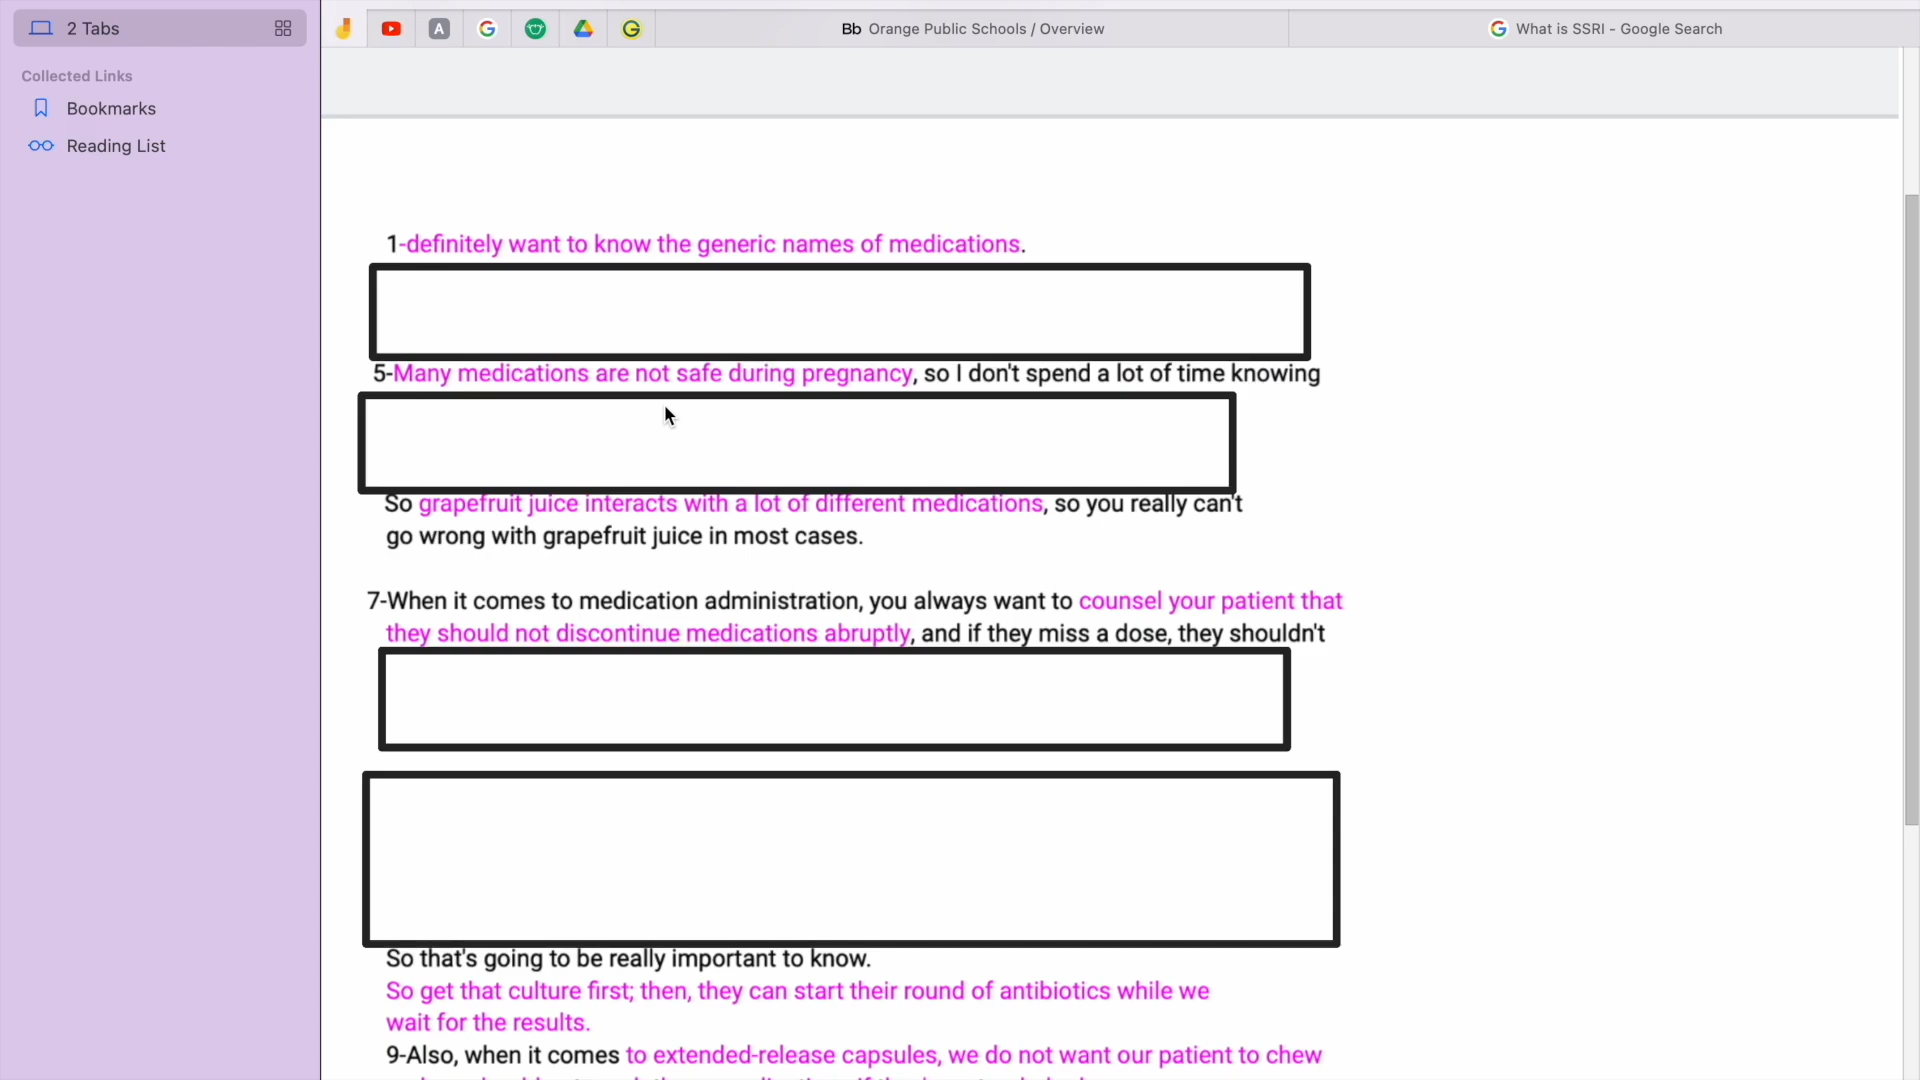 2 Tabs
Collected Links
Bookmarks
Reading List
A
Bb Orange Public Schools / Overview
What is SSRI - Google Search
1-definitely want to know the generic names of medications.
5-Many medications are not safe during pregnancy, so I don't spend a lot of time knowing
So grapefruit juice interacts with a lot of different medications, so you really can't
go wrong with grapefruit juice in most cases.
7-When it comes to medication administration, you always want to counsel your patient that
they should not discontinue medications abruptly, and if they miss a dose, they shouldn't
So that's going to be really important to know.
So get that culture first; then, they can start their round of antibiotics while we
wait for the results.
9-Also, when it comes to extended-release capsules, we do not want our patient to chew